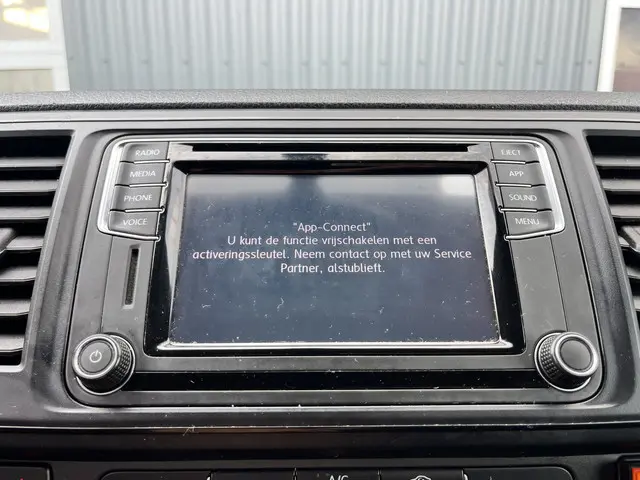 RADIO
MEDIA
PHONE
VOICE
EJECT
APP
SOUND
MENU
"App-Connect"
U kunt de functie vrijschakelen met een
activeringssleutel. Neem contact op met uw Service
Partner, alstublieft.
A/C